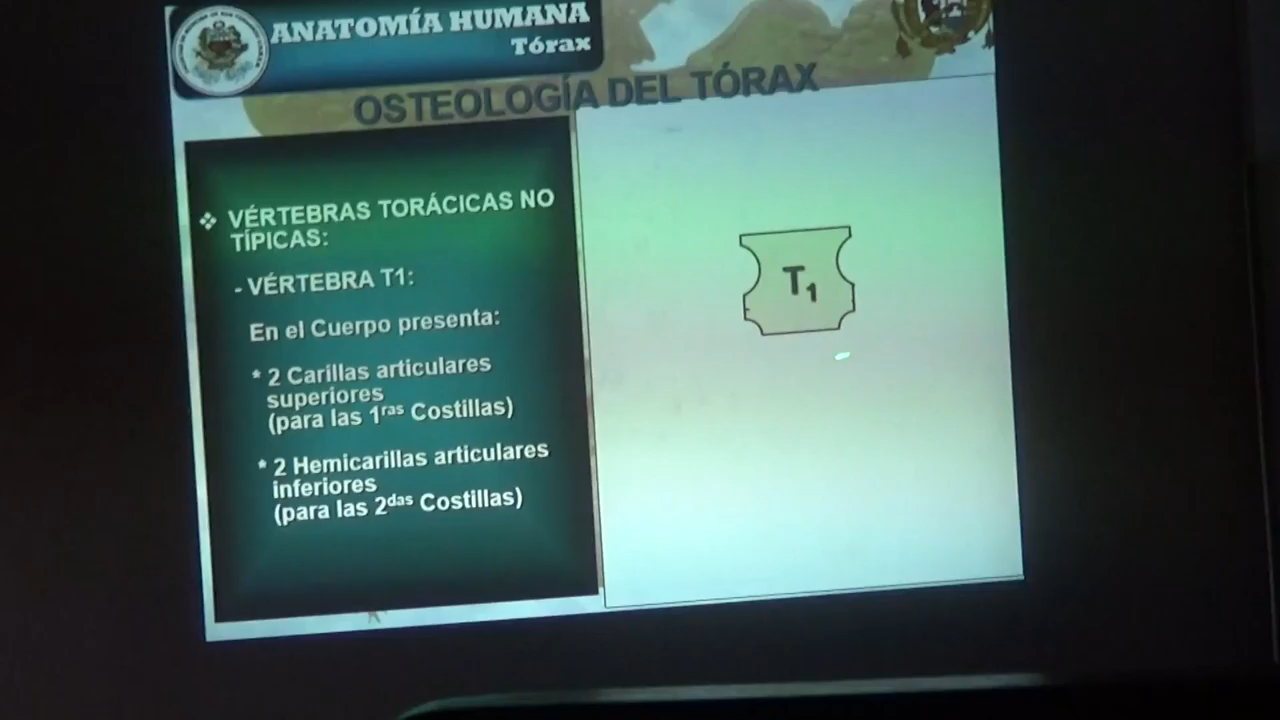 ANATOMÍA HUMANA
Tórax
OSTEOLOGÍA DEL TÓRAX
❖ VÉRTEBRAS TORÁCICAS NO
TÍPICAS:
- VÉRTEBRA T1:
En el Cuerpo presenta:
* 2 Carillas articulares
superiores
(para las 1ras Costillas)
* 2 Hemicarillas articulares
inferiores
(para las 2das Costillas)
T1